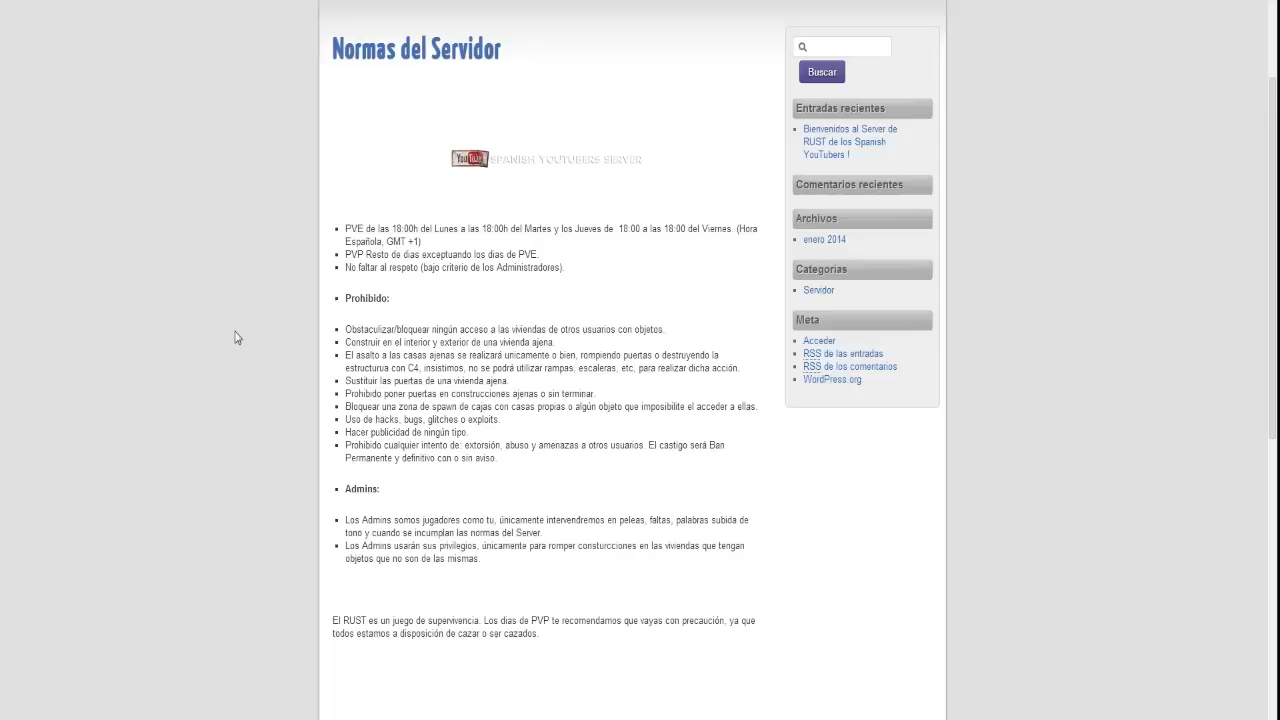 Normas del Servidor
YouTube SPANISH YOUTUBERS SERVER
PVE de las 18:00h del Lunes a las 18:00h del Martes y los Jueves de 18:00 a las 18:00 del Viernes. (Hora
Española, GMT +1)
PVP Resto de dias exceptuando los dias de PVE.
No faltar al respeto (bajo criterio de los Administradores).
Prohibido:
Obstaculizar/bloquear ningún acceso a las viviendas de otros usuarios con objetos.
Construir en el interior y exterior de una vivienda ajena.
El asalto a las casas ajenas se realizará unicamente o bien, rompiendo puertas o destruyendo la
estructurua con C4, insistimos, no se podrá utilizar rampas, escaleras, etc, para realizar dicha acción.
Sustituir las puertas de una vivienda ajena.
Prohibido poner puertas en construcciones ajenas o sin terminar.
Bloquear una zona de spawn de cajas con casas propias o algún objeto que imposibilite el acceder a ellas.
Uso de hacks, bugs, glitches o exploits.
Hacer publicidad de ningún tipo.
Prohibido cualquier intento de: extorsión, abuso y amenazas a otros usuarios. El castigo será Ban
Permanente y definitivo con o sin aviso.
Admins:
Los Admins somos jugadores como tu, únicamente intervendremos en peleas, faltas, palabras subida de
tono y cuando se incumplan las normas del Server.
Los Admins usarán sus privilegios, únicamente para romper consturcciones en las viviendas que tengan
objetos que no son de las mismas.
El RUST es un juego de supervivencia. Los dias de PVP te recomendamos que vayas con precaución, ya que
todos estamos a disposición de cazar o ser cazados.
Buscar
Entradas recientes
Bienvenidos al Server de
RUST de los Spanish
YouTubers !
Comentarios recientes
Archivos
enero 2014
Categorías
Servidor
Meta
Acceder
RSS de las entradas
RSS de los comentarios
WordPress.org